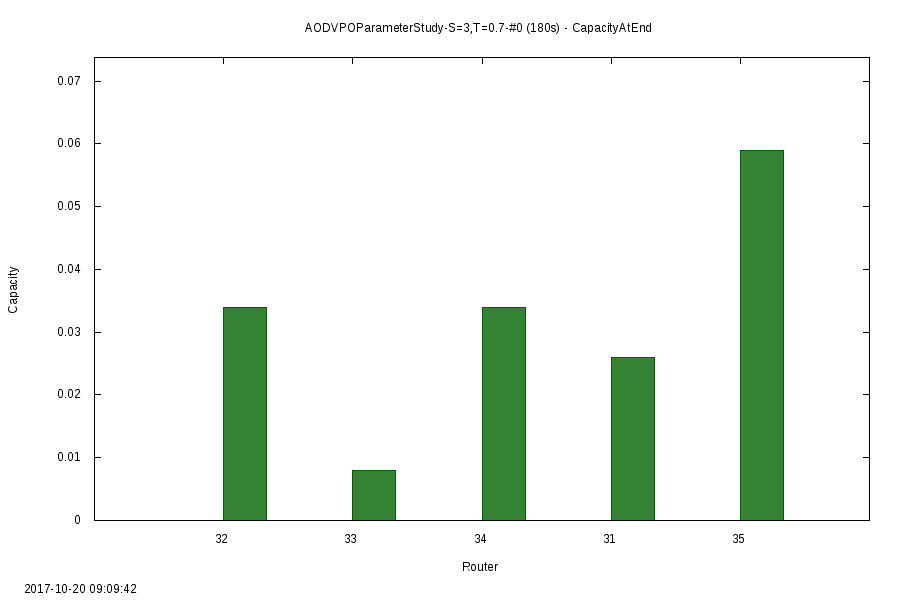 AODVPOParameterStudy-S=3,T=0.7-#0 (180s) - CapacityAtEnd
0.07
0.06
0.05
0.04
0.03
0.02
0.01
0
Capacity
32 33 34 31 35
Router
2017-10-20 09:09:42